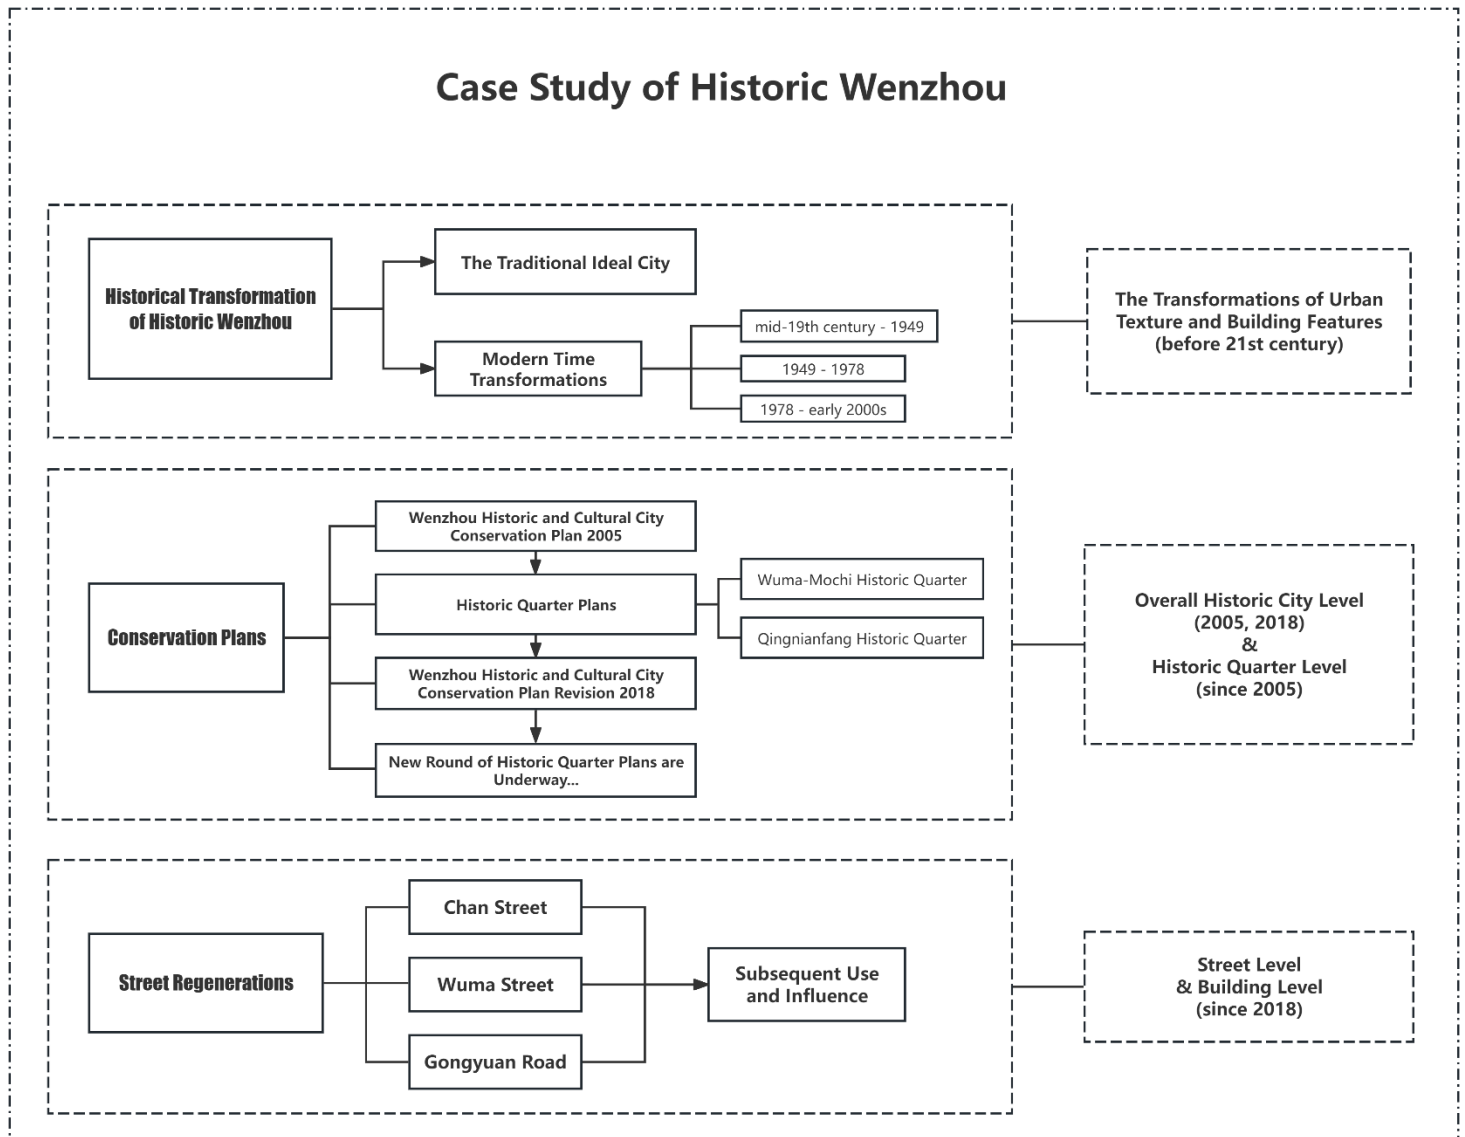 Case Study of Historic Wenzhou
Historical Transformation
of Historic Wenzhou
The Traditional Ideal City
Modern Time
Transformations
mid-19th century - 1949
1949 - 1978
1978 - early 2000s
The Transformations of Urban
Texture and Building Features
(before 21st century)
Conservation Plans
Wenzhou Historic and Cultural City
Conservation Plan 2005
Historic Quarter Plans
Wuma-Mochi Historic Quarter
Qingnianfang Historic Quarter
Wenzhou Historic and Cultural City
Conservation Plan Revision 2018
New Round of Historic Quarter Plans are
Underway...
Overall Historic City Level
(2005, 2018)
&
Historic Quarter Level
(since 2005)
Street Regenerations
Chan Street
Wuma Street
Gongyuan Road
Subsequent Use
and Influence
Street Level
& Building Level
(since 2018)